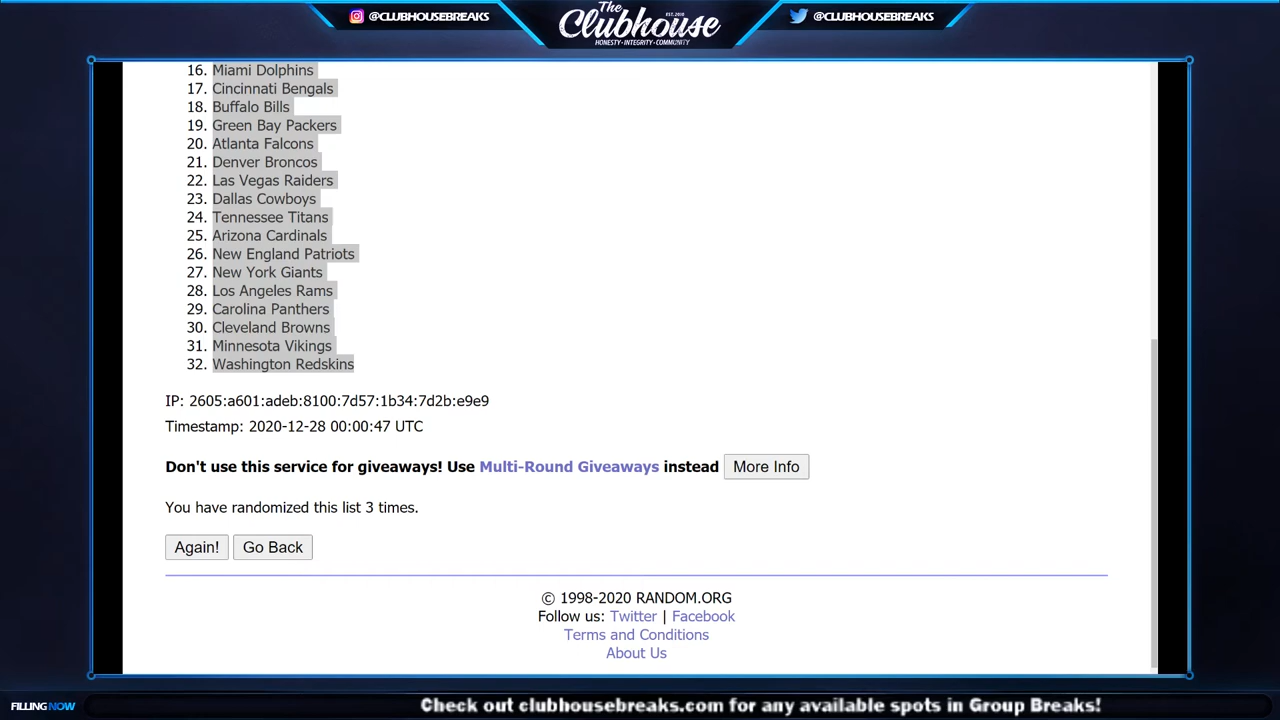 @CLUBHOUSEBREAKS
The Clubhouse
EST. 2018
HONESTY • INTEGRITY • COMMUNITY
@CLUBHOUSEBREAKS
16. Miami Dolphins
17. Cincinnati Bengals
18. Buffalo Bills
19. Green Bay Packers
20. Atlanta Falcons
21. Denver Broncos
22. Las Vegas Raiders
23. Dallas Cowboys
24. Tennessee Titans
25. Arizona Cardinals
26. New England Patriots
27. New York Giants
28. Los Angeles Rams
29. Carolina Panthers
30. Cleveland Browns
31. Minnesota Vikings
32. Washington Redskins
IP: 2605:a601:adeb:8100:7d57:1b34:7d2b:e9e9
Timestamp: 2020-12-28 00:00:47 UTC
Don't use this service for giveaways! Use Multi-Round Giveaways instead More Info
You have randomized this list 3 times.
Again! Go Back
© 1998-2020 RANDOM.ORG
Follow us: Twitter | Facebook
Terms and Conditions
About Us
FILLING NOW Check out clubhousebreaks.com for any available spots in Group Breaks!